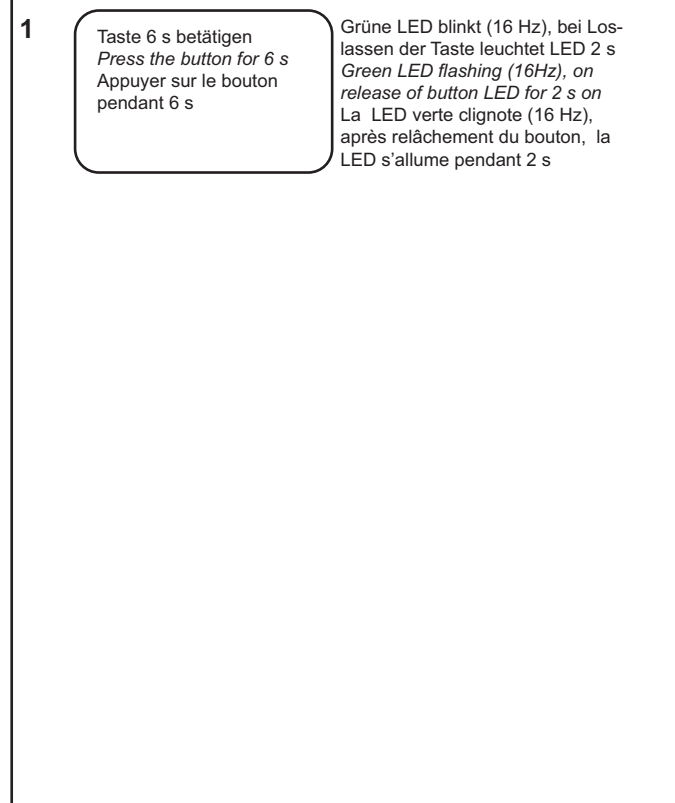 1
Taste 6 s betätigen
Press the button for 6 s
Appuyer sur le bouton
pendant 6 s
Grüne LED blinkt (16 Hz), bei Los-
lassen der Taste leuchtet LED 2 s
Green LED flashing (16Hz), on
release of button LED for 2 s on
La LED verte clignote (16 Hz),
après relâchement du bouton, la
LED s'allume pendant 2 s